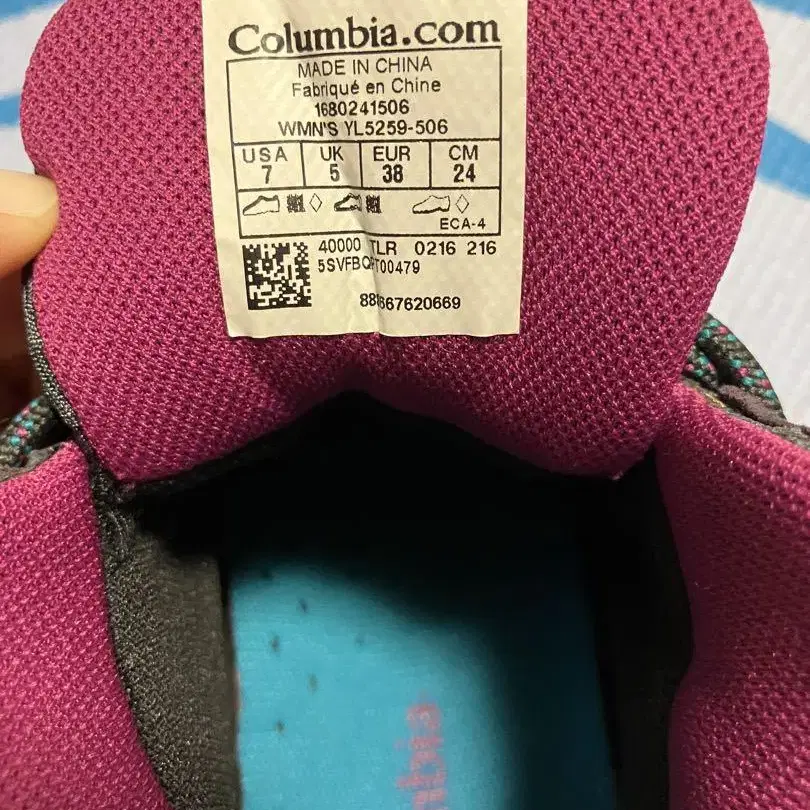 Columbia.com
MADE IN CHINA
Fabriqué en Chine
1680241506
WMN'S YL5259-506
USA UK EUR CM
7 5 38 24
ECA-4
40000 TLR 0216 216
888667620669